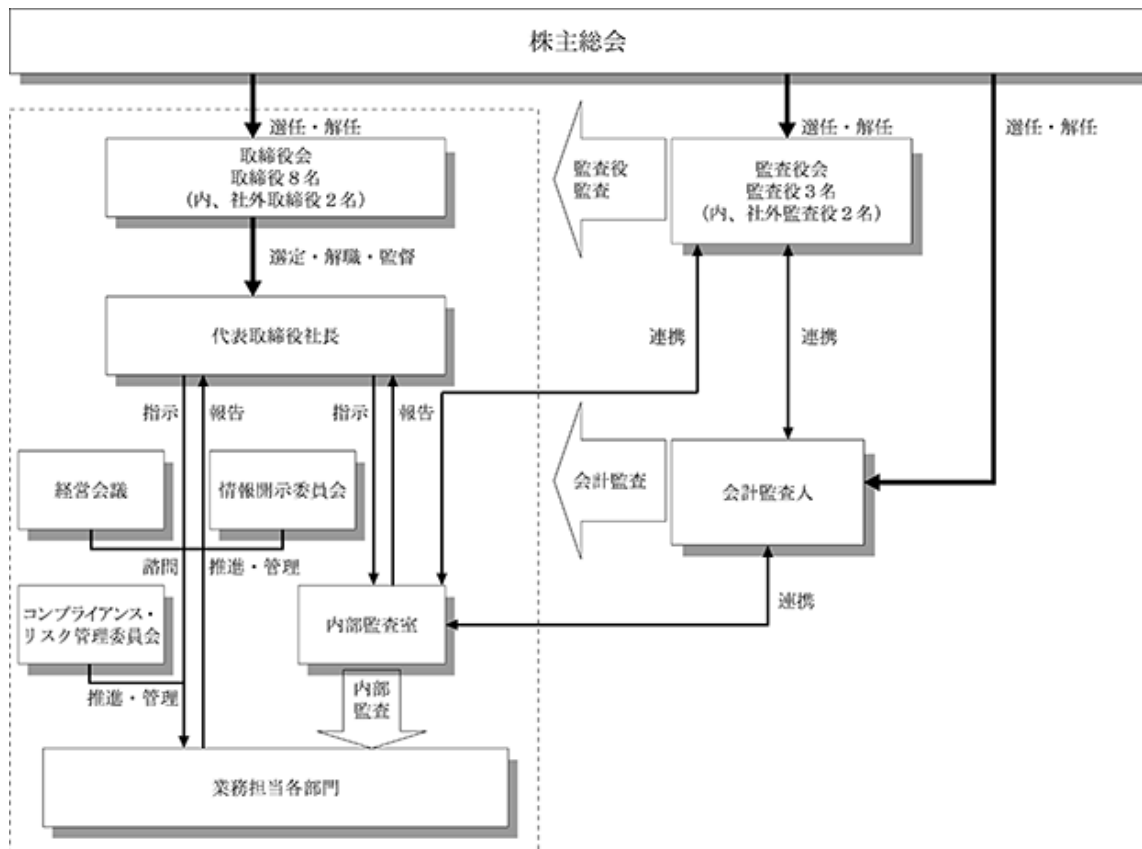 株主総会
選任・解任
選任・解任
選任・解任
取締役会
取締役8名
(内、社外取締役2名)
監査役
監査
監査役会
監査役3名
(内、社外監査役2名)
選定・解職・監督
代表取締役社長
連携
連携
指示
報告
指示
報告
経営会議
情報開示委員会
会計監査
会計監査人
諮問
推進・管理
コンプライアンス・
リスク管理委員会
内部監査室
連携
推進・管理
内部
監査
業務担当各部門